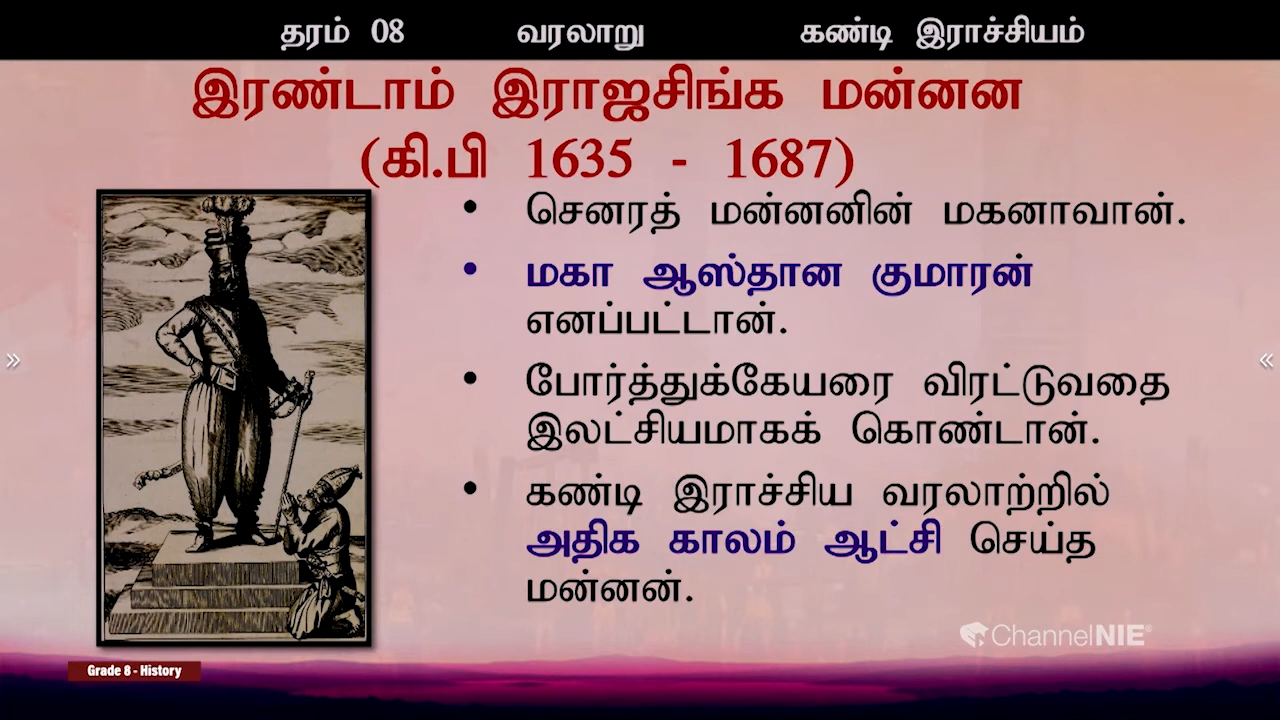 தரம் 08 வரலாறு கண்டி இராச்சியம்
இரண்டாம் இராஜசிங்க மன்னன
(கி.பி 1635 - 1687)
• செனரத் மன்னனின் மகனாவான்.
• மகா ஆஸ்தான குமாரன்
எனப்பட்டான்.
• போர்த்துக்கேயரை விரட்டுவதை
இலட்சியமாகக் கொண்டான்.
• கண்டி இராச்சிய வரலாற்றில்
அதிக காலம் ஆட்சி செய்த
மன்னன்.
ChannelNIE®
Grade 8 - History